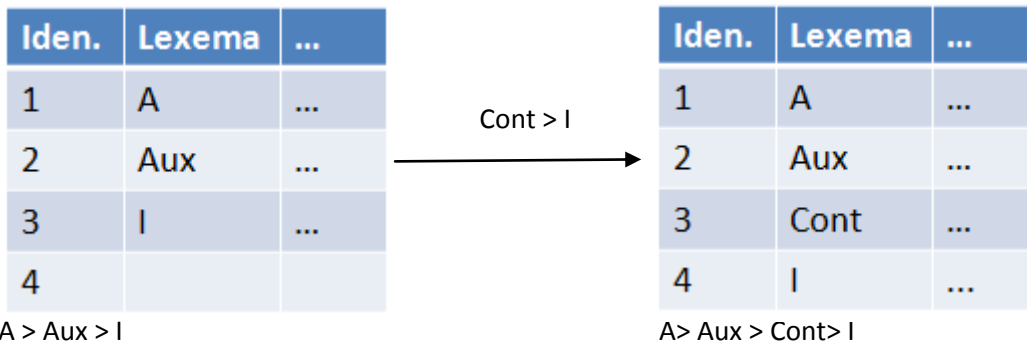 Iden. Lexema ...
1 A ...
2 Aux ...
3 I ...
4
A > Aux > I
Cont > I
Iden. Lexema ...
1 A ...
2 Aux ...
3 Cont ...
4 I ...
A> Aux > Cont> I